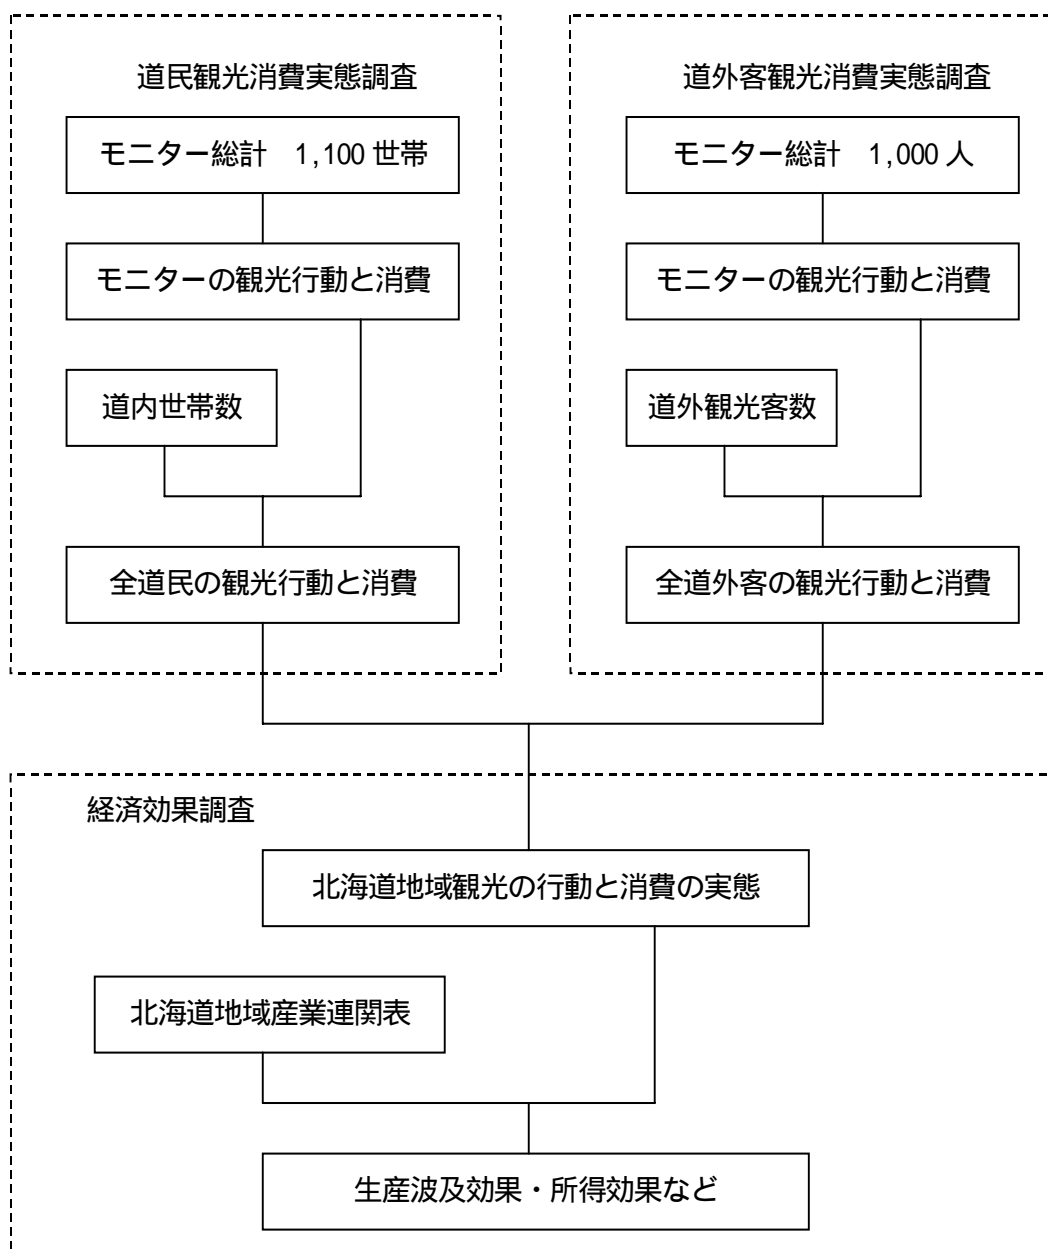 道民観光消費実態調査
モニター総計　1,100 世帯
モニターの観光行動と消費
道内世帯数
全道民の観光行動と消費
道外客観光消費実態調査
モニター総計　1,000 人
モニターの観光行動と消費
道外観光客数
全道外客の観光行動と消費
経済効果調査
北海道地域観光の行動と消費の実態
北海道地域産業連関表
生産波及効果・所得効果など